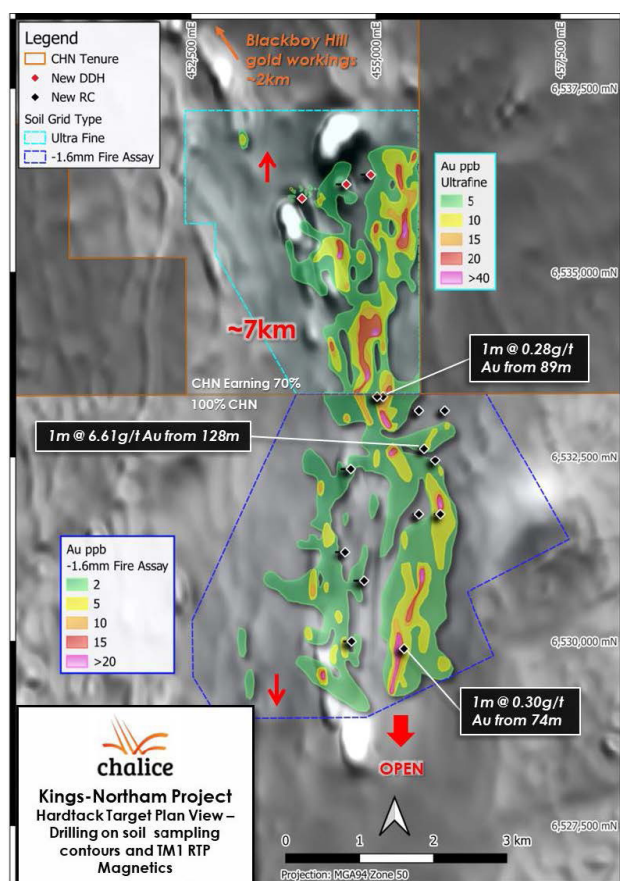 Legend
CHN Tenure
New DDH
New RC
Soil Grid Type
Ultra Fine
-1.6mm Fire Assay
452,500 mE
Blackboy Hill
gold workings
~2km
455,000 mE
457,500 mE
6,537,500 mN
Au ppb
Ultrafine
5
10
15
20
>40
6,535,000 mN
~7km
1m @ 0.28g/t
Au from 89m
CHN Earning 70%
100% CHN
1m @ 6.61g/t Au from 128m
6,532,500 mN
Au ppb
-1.6mm Fire Assay
2
5
10
15
>20
6,530,000 mN
1m @ 0.30g/t
Au from 74m
OPEN
chalice
Kings-Northam Project
Hardtack Target Plan View –
Drilling on soil sampling
contours and TM1 RTP
Magnetics
6,527,500 mN
0 1 2 3 km
Projection: MGA94 Zone 50